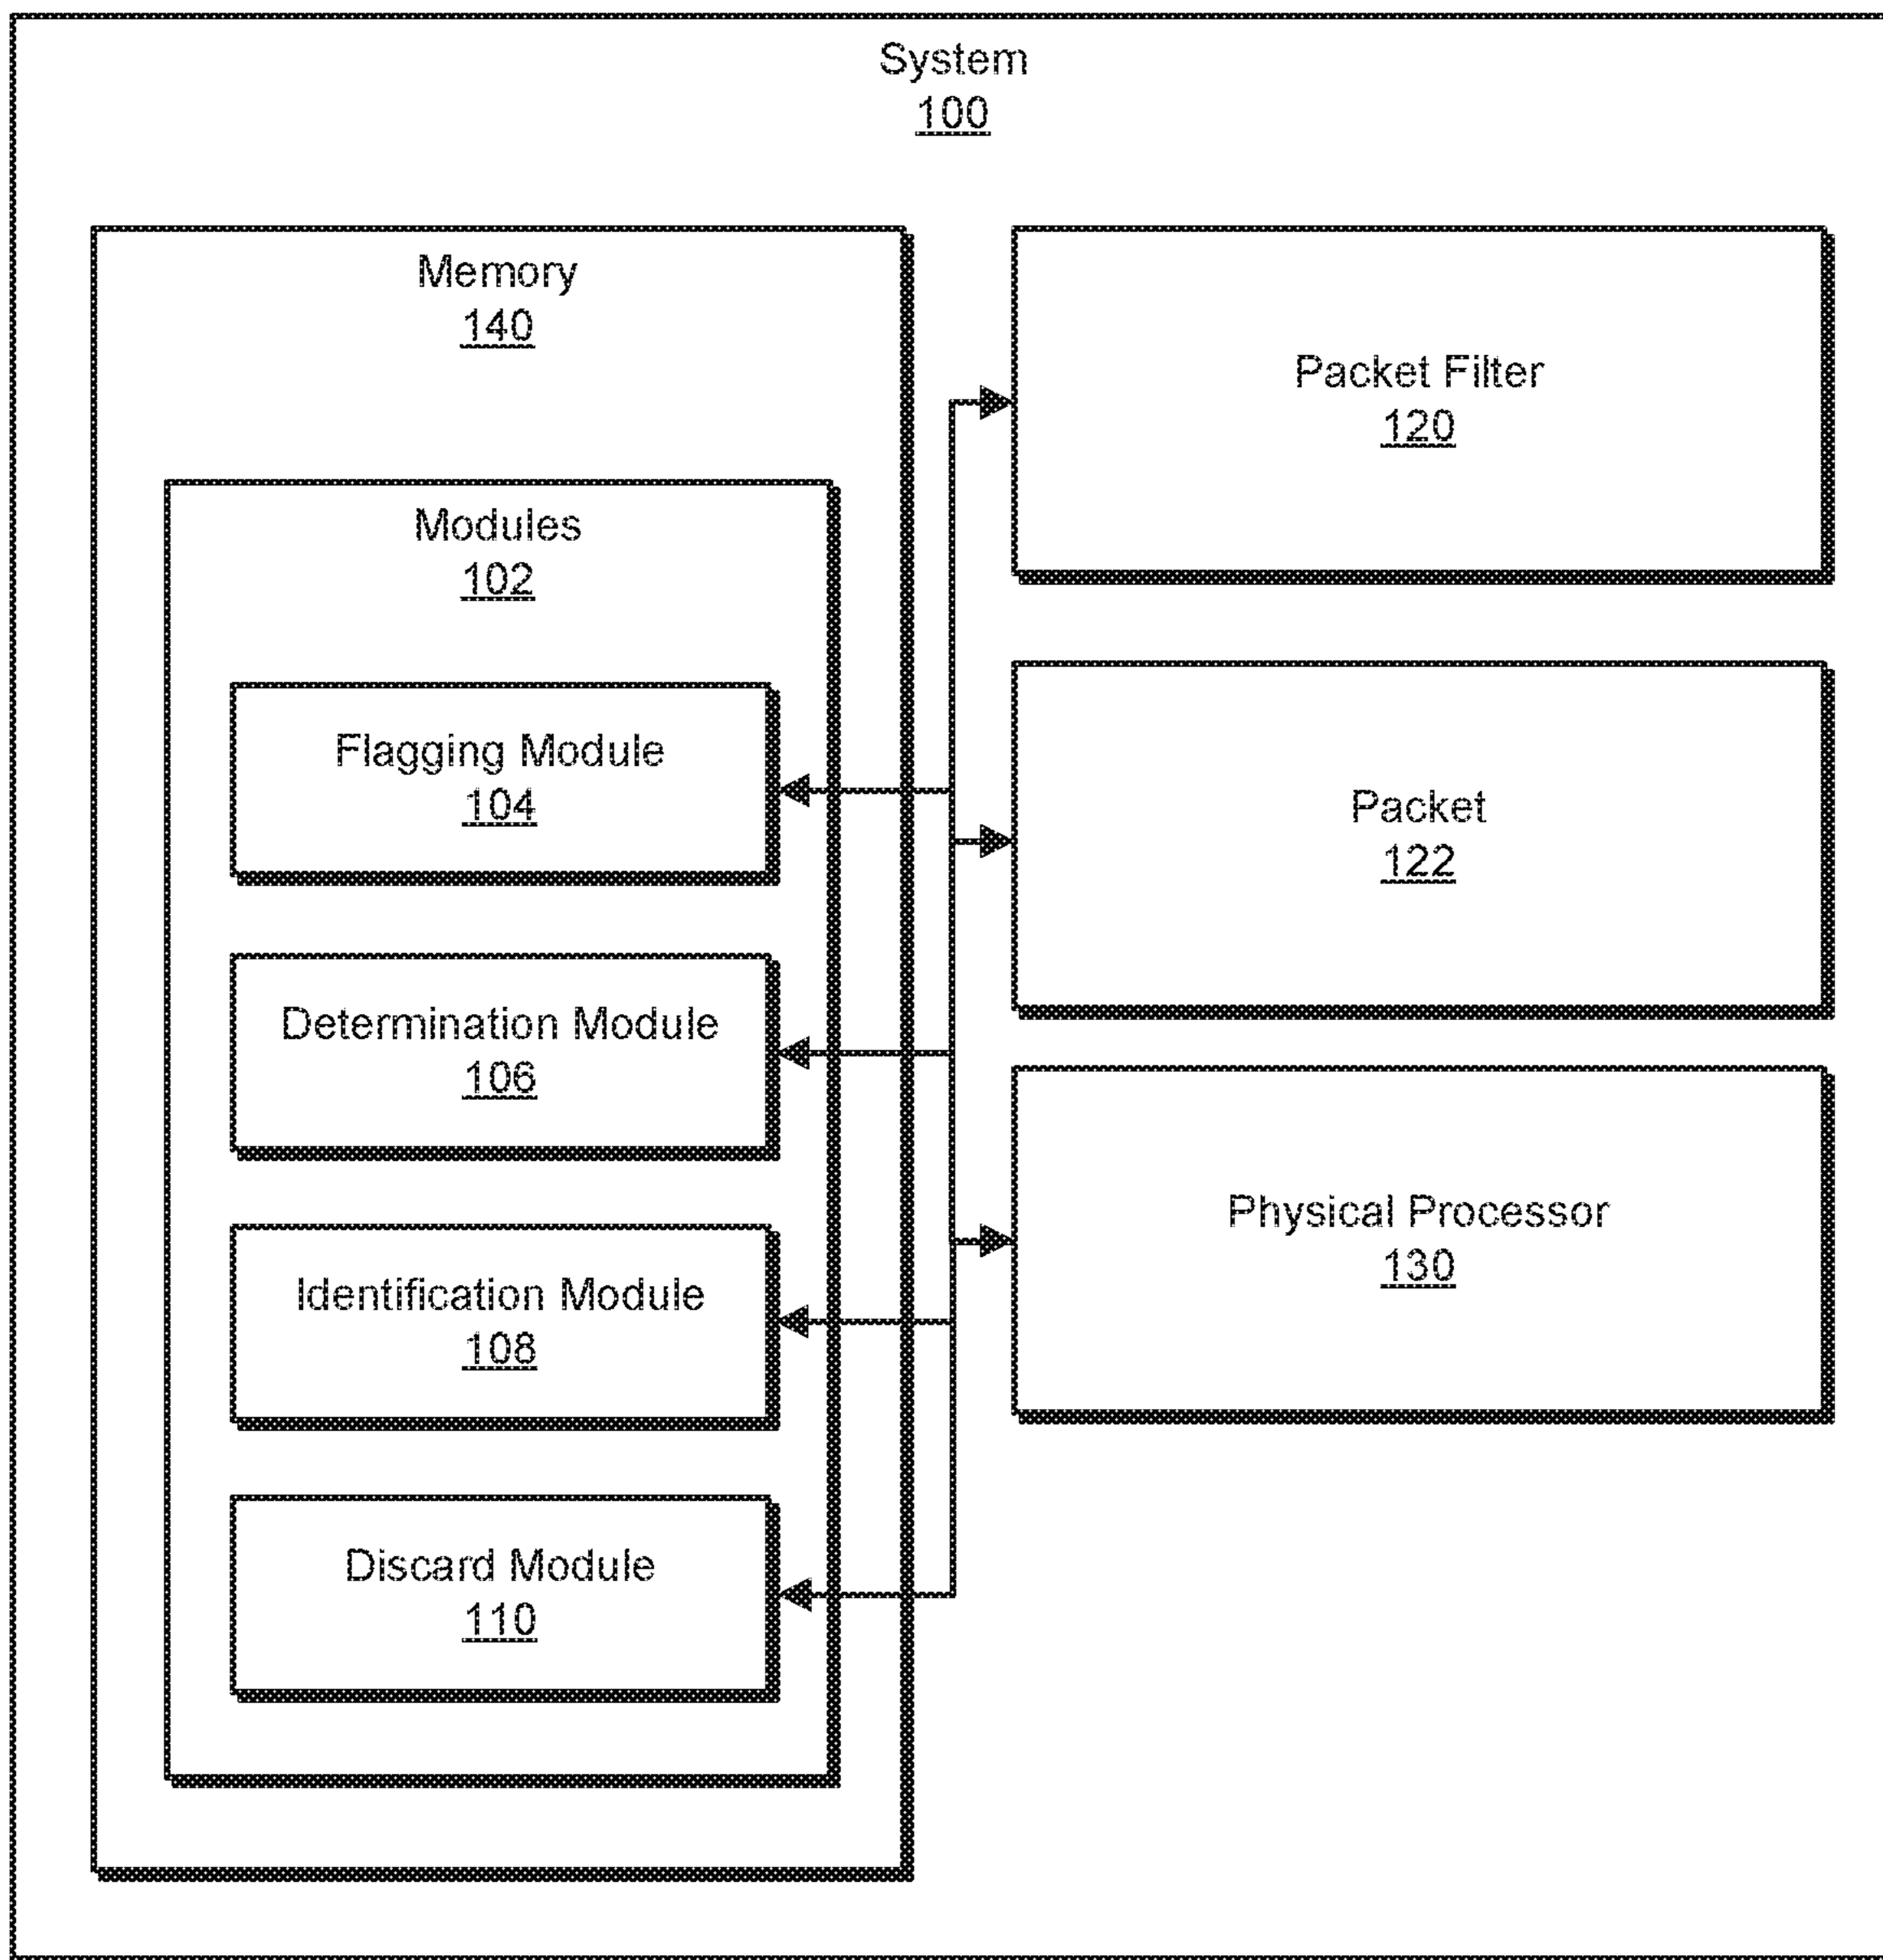 System
100
Memory
140
Modules
102
Flagging Module
104
Determination Module
106
Identification Module
108
Discard Module
110
Packet Filter
120
Packet
122
Physical Processor
130